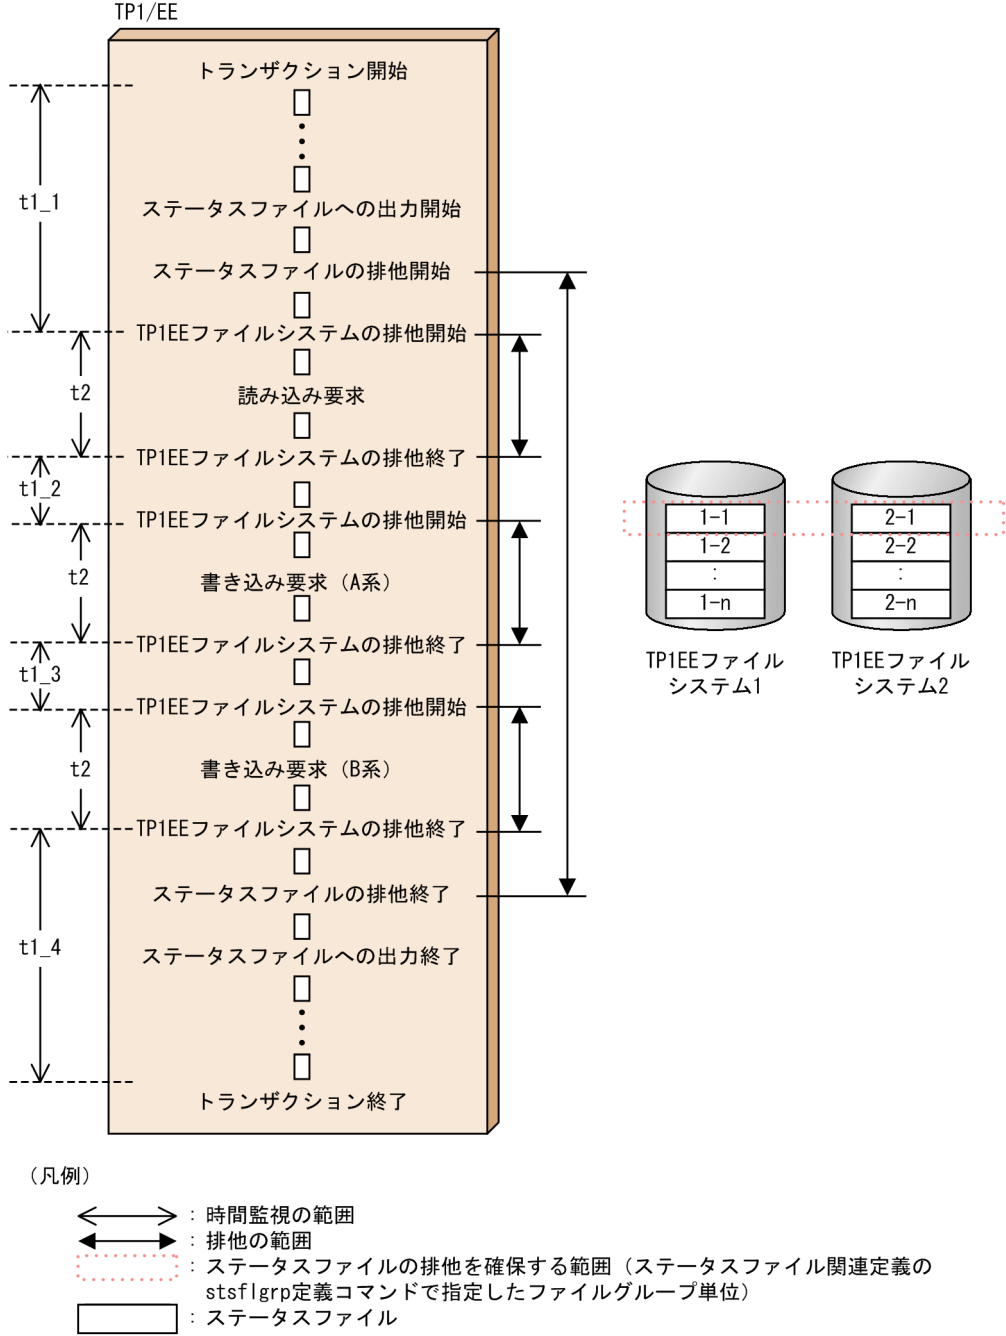 TP1/EE
トランザクション開始
t1_1
ステータスファイルへの出力開始
ステータスファイルの排他開始
TP1EEファイルシステムの排他開始
t2
読み込み要求
TP1EEファイルシステムの排他終了
t1_2
TP1EEファイルシステムの排他開始
t2
書き込み要求（A系）
TP1EEファイルシステムの排他終了
t1_3
TP1EEファイルシステムの排他開始
t2
書き込み要求（B系）
TP1EEファイルシステムの排他終了
ステータスファイルの排他終了
t1_4
ステータスファイルへの出力終了
トランザクション終了
1-1
1-2
：
1-n
TP1EEファイル
システム1
2-1
2-2
：
2-n
TP1EEファイル
システム2
（凡例）
：時間監視の範囲
：排他の範囲
：ステータスファイルの排他を確保する範囲（ステータスファイル関連定義の
stsflgrp定義コマンドで指定したファイルグループ単位）
：ステータスファイル